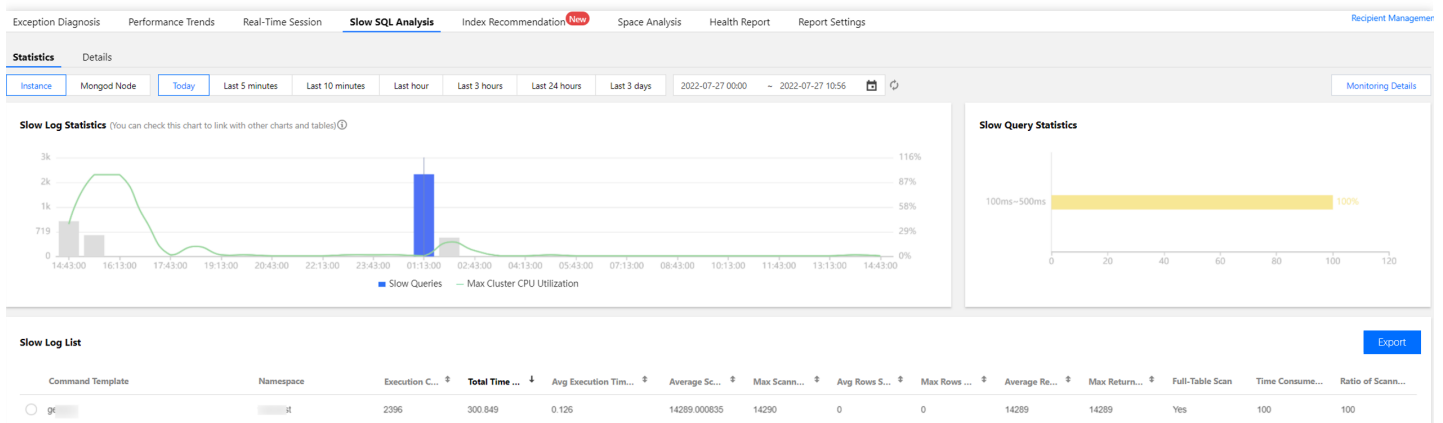 Exception Diagnosis Performance Trends Real-Time Session Slow SQL Analysis Index Recommendation New Space Analysis Health Report Report Settings Recipient Managemen
Statistics Details
Instance Mongod Node Today Last 5 minutes Last 10 minutes Last hour Last 3 hours Last 24 hours Last 3 days 2022-07-27 00:00 ~ 2022-07-27 10:56 Monitoring Details
Slow Log Statistics (You can check this chart to link with other charts and tables) Slow Query Statistics
3k 116%
2k 87%
1k 58%
719 29%
0 0%
14:43:00 16:13:00 17:43:00 19:13:00 20:43:00 22:13:00 23:43:00 01:13:00 02:43:00 04:13:00 05:43:00 07:13:00 08:43:00 10:13:00 11:43:00 13:13:00 14:43:00
Slow Queries Max Cluster CPU Utilization
100ms~500ms 100%
0 20 40 60 80 100 120
Slow Log List Export
Command Template Namespace Execution C... Total Time ... Avg Execution Tim... Average Sc... Max Scann... Avg Rows S... Max Rows ... Average Re... Max Return... Full-Table Scan Time Consume... Ratio of Scann...
2396 300.849 0.126 14289.000835 14290 0 0 14289 14289 Yes 100 100